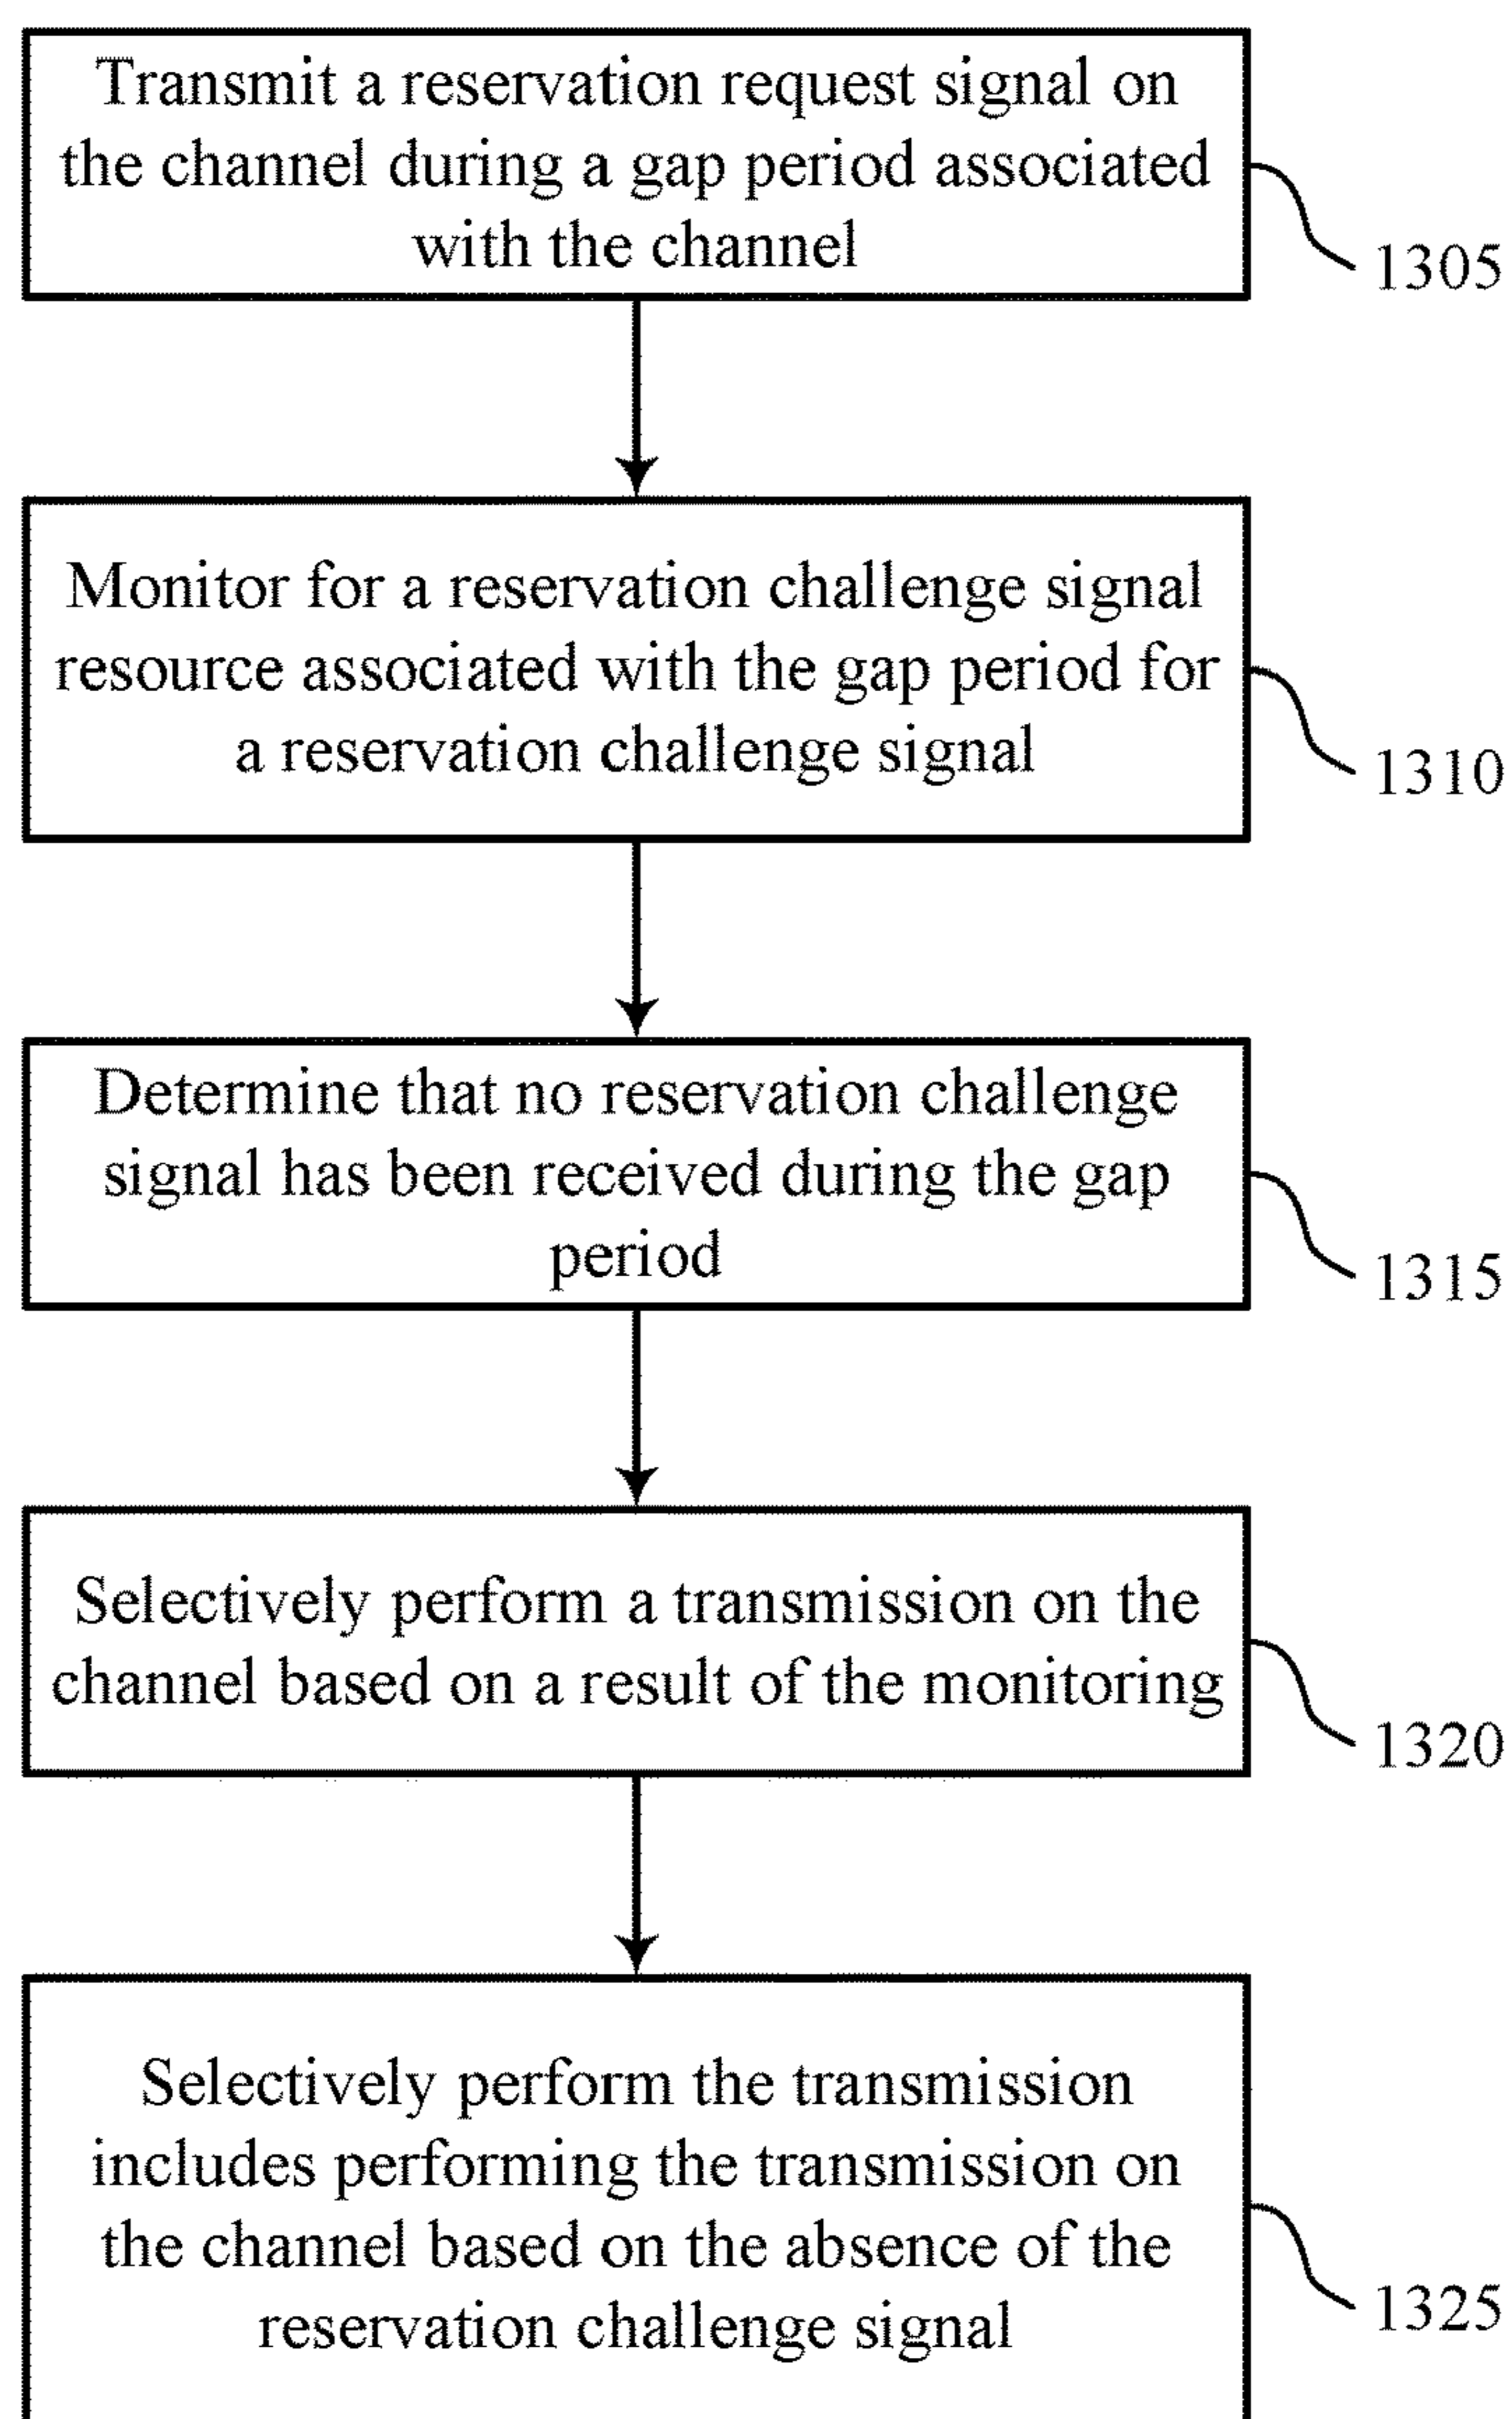 Transmit a reservation request signal on
the channel during a gap period associated
with the channel
1305
Monitor for a reservation challenge signal
resource associated with the gap period for
a reservation challenge signal
1310
Determine that no reservation challenge
signal has been received during the gap
period
1315
Selectively perform a transmission on the
channel based on a result of the monitoring
1320
Selectively perform the transmission
includes performing the transmission on
the channel based on the absence of the
reservation challenge signal
1325